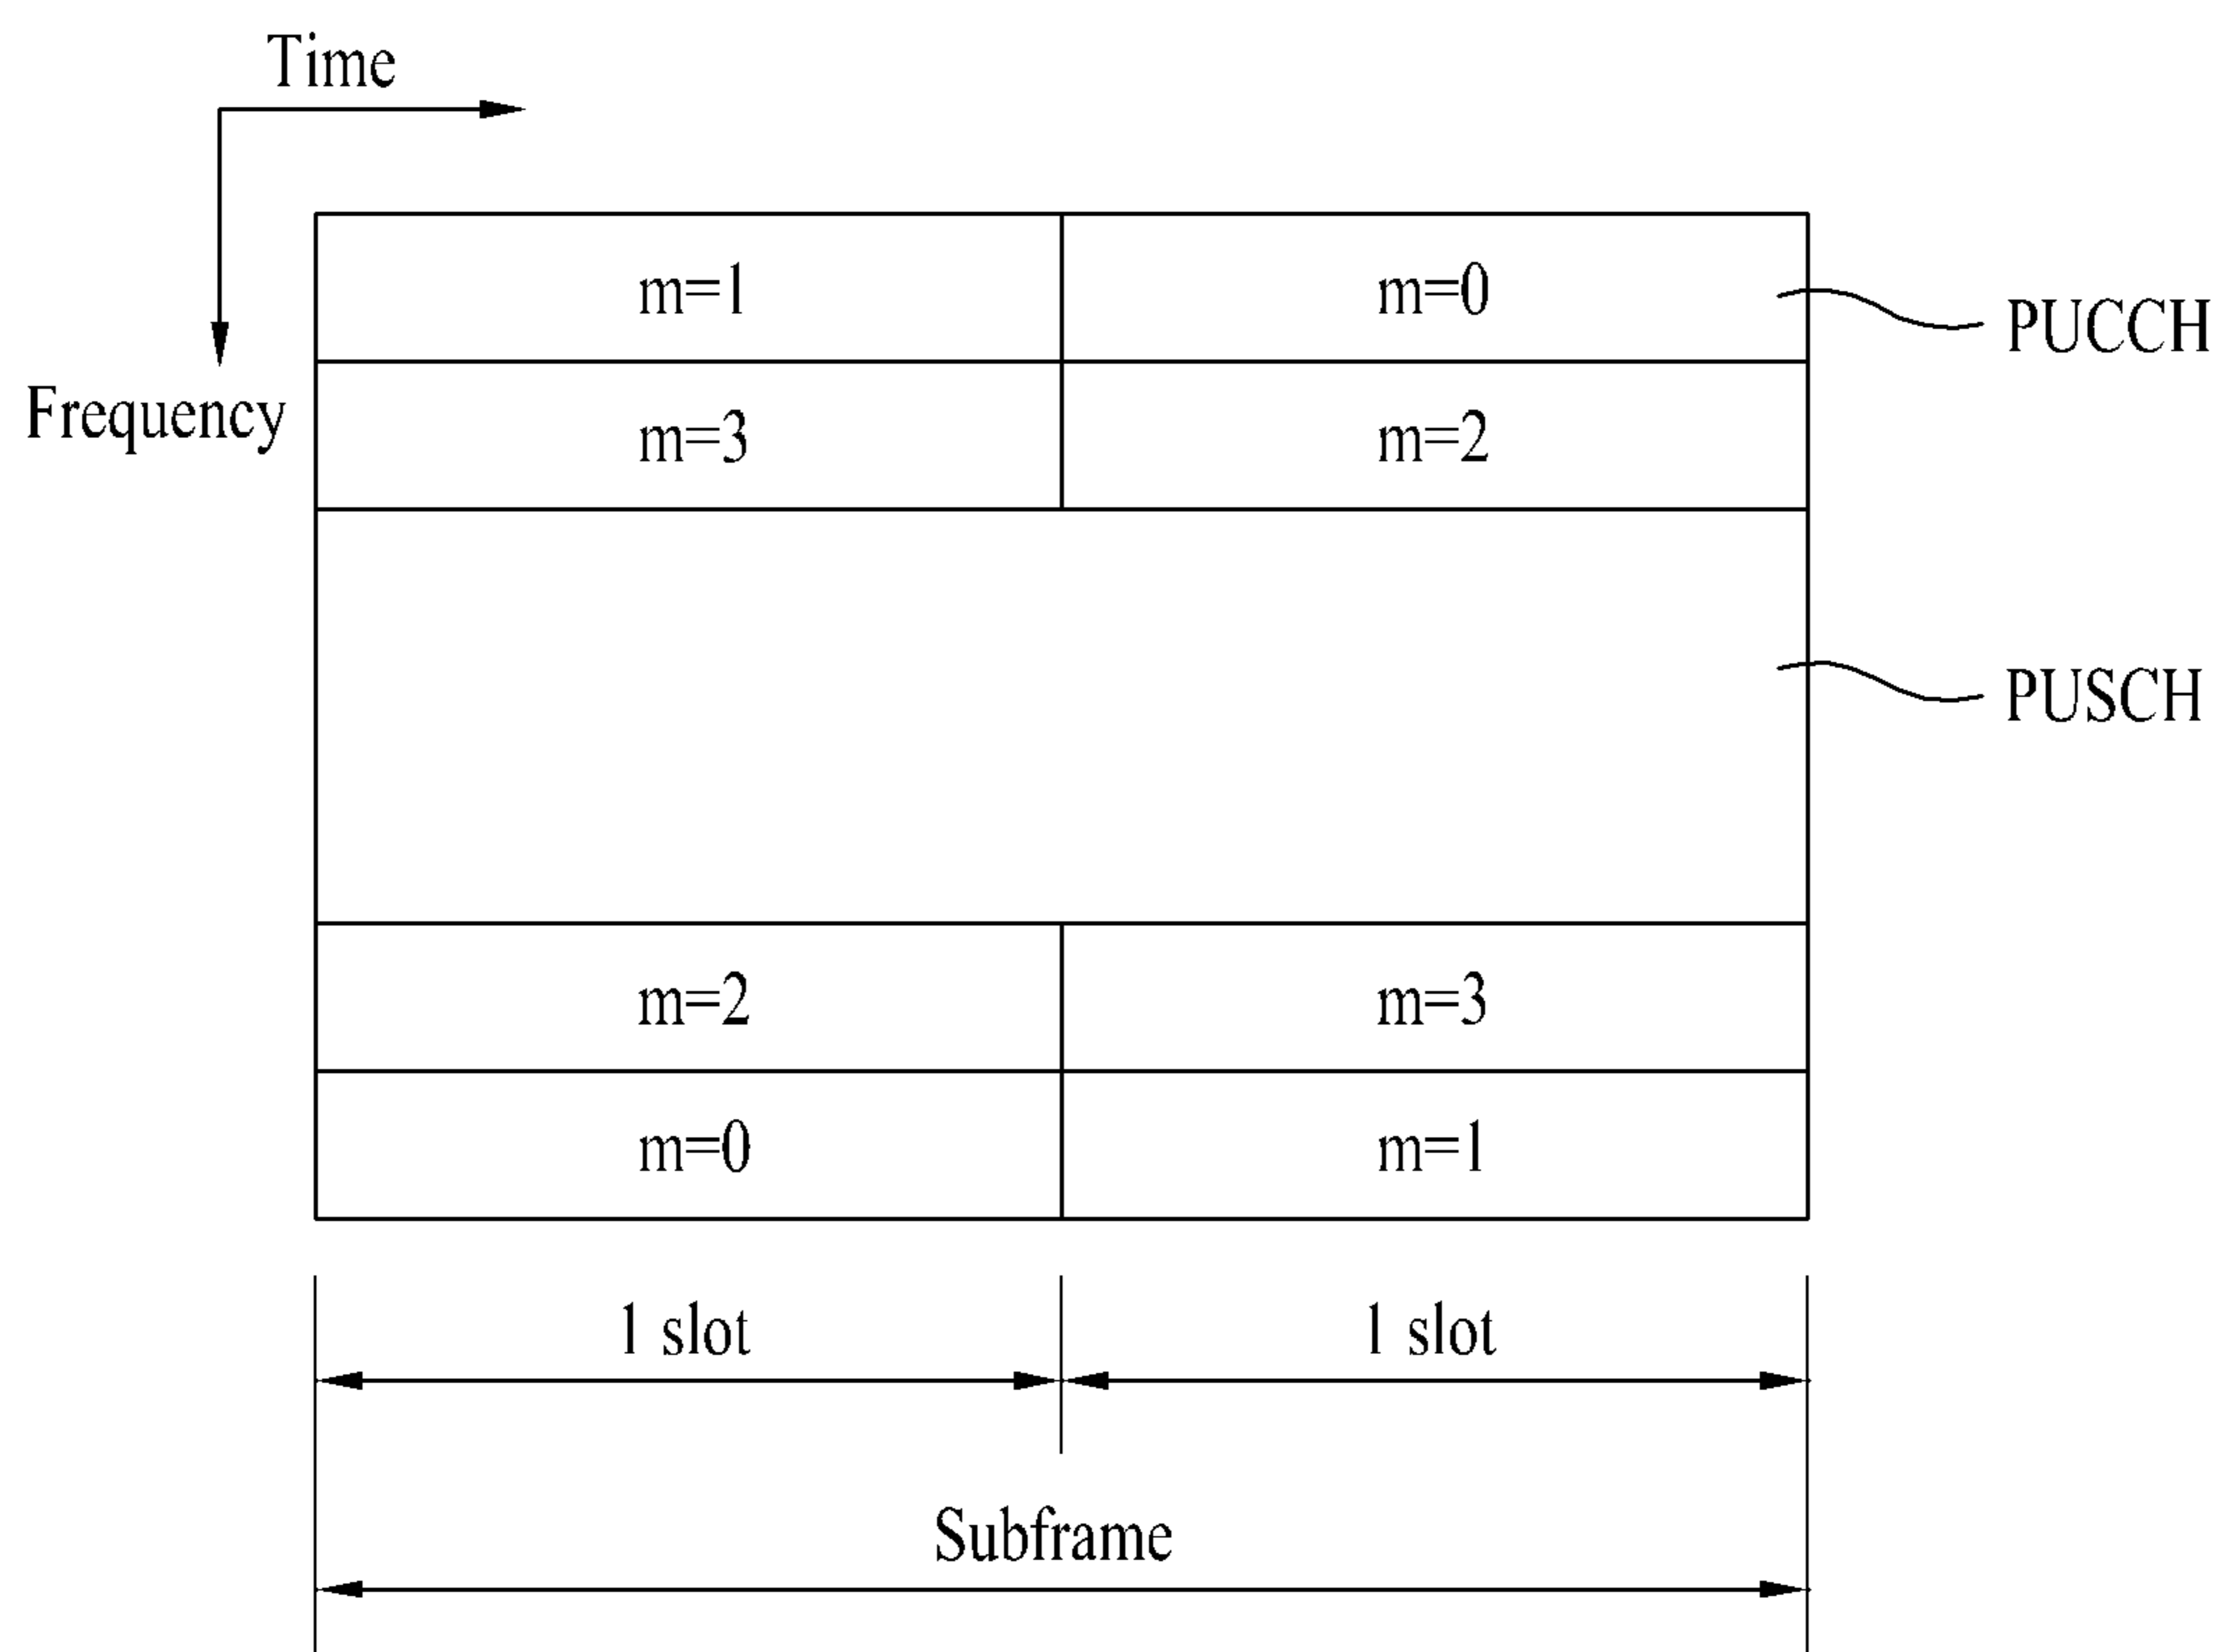 Time
Frequency
m=1 m=0
PUCCH
m=3 m=2
PUSCH
m=2 m=3
m=0 m=1
1 slot 1 slot
Subframe